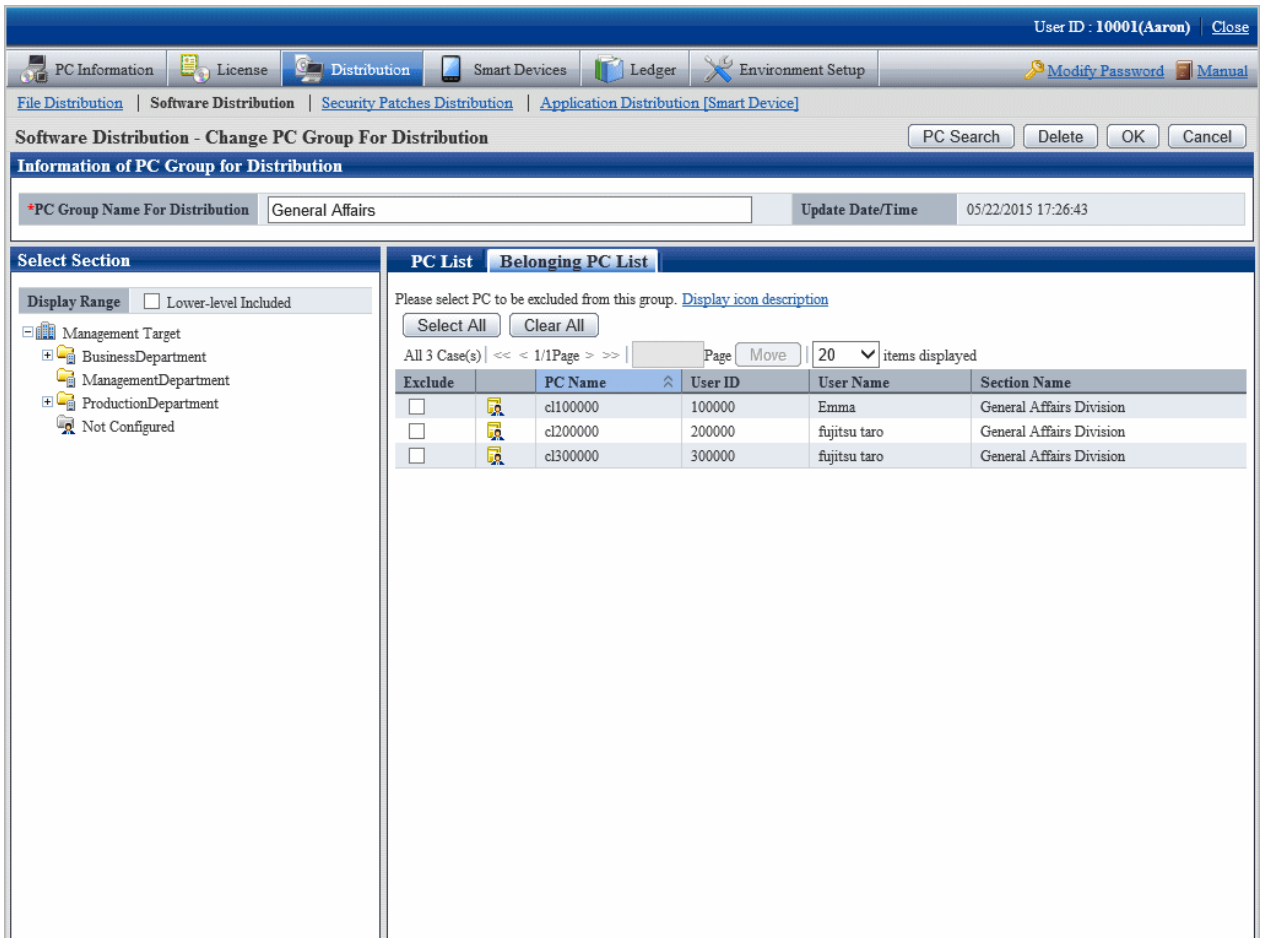 User ID : 10001(Aaron) Close
PC Information License Distribution Smart Devices Ledger Environment Setup Modify Password Manual
File Distribution | Software Distribution | Security Patches Distribution | Application Distribution [Smart Device]
Software Distribution - Change PC Group For Distribution PC Search Delete OK Cancel
Information of PC Group for Distribution
*PC Group Name For Distribution General Affairs Update Date/Time 05/22/2015 17:26:43
Select Section
Display Range Lower-level Included
Management Target
BusinessDepartment
ManagementDepartment
ProductionDepartment
Not Configured
PC List Belonging PC List
Please select PC to be excluded from this group. Display icon description
Select All Clear All
All 3 Case(s) | << < 1/1Page > >> | Page Move | 20 items displayed
Exclude PC Name User ID User Name Section Name
cl100000 100000 Emma General Affairs Division
cl200000 200000 fujitsu taro General Affairs Division
cl300000 300000 fujitsu taro General Affairs Division